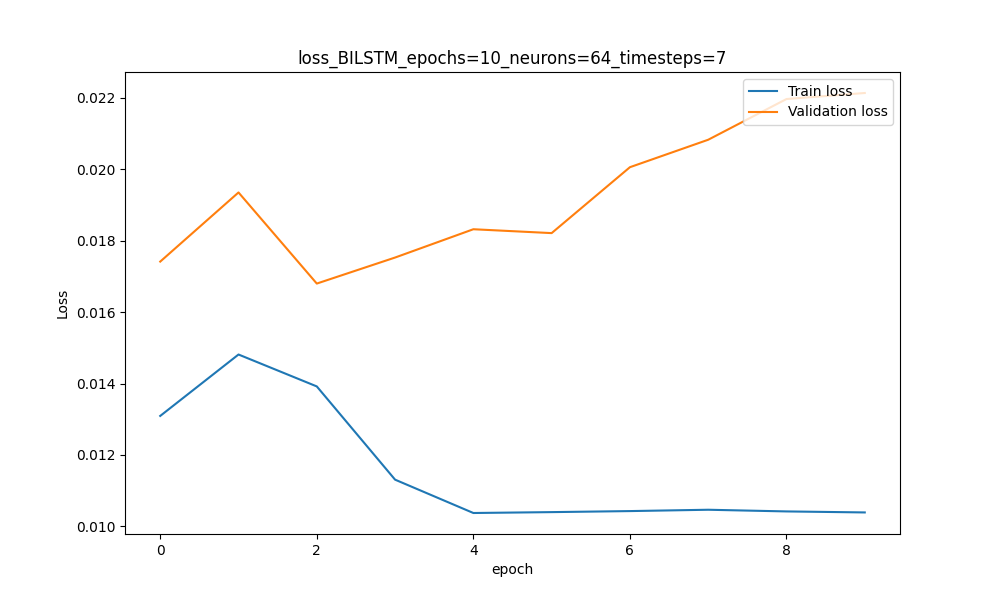 loss_BILSTM_epochs=10_neurons=64_timesteps=7
Train loss
Validation loss
0.022
0.020
0.018
0.016
0.014
0.012
0.010
Loss
0 2 4 6 8
epoch